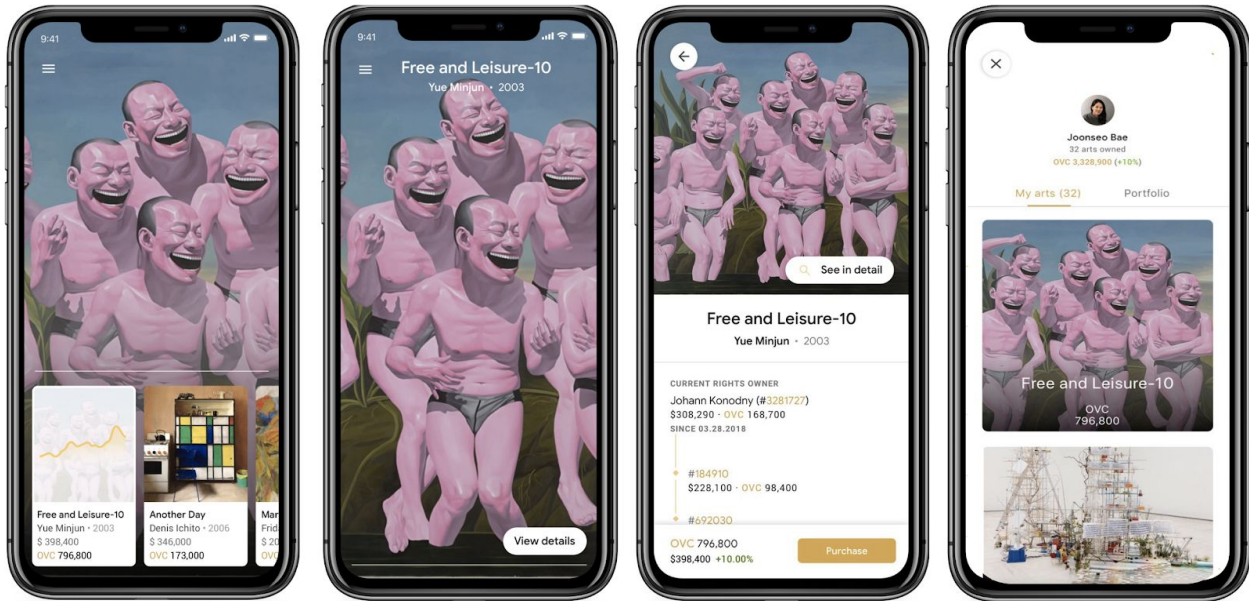 9:41
Free and Leisure-10
Yue Minjun • 2003
$ 398,400
OVC 796,800
Another Day
Denis Ichito • 2006
$ 346,000
OVC 173,000
9:41
Free and Leisure-10
Yue Minjun • 2003
View details
See in detail
Free and Leisure-10
Yue Minjun • 2003
CURRENT RIGHTS OWNER
Johann Konodny (#3281727)
$308,290 · OVC 168,700
SINCE 03.28.2018
#184910
$228,100 · OVC 98,400
#692030
OVC 796,800
$398,400 +10.00%
Purchase
Joonseo Bae
32 arts owned
OVC 3,328,900 (+10%)
My arts (32) Portfolio
Free and Leisure-10
OVC
796,800